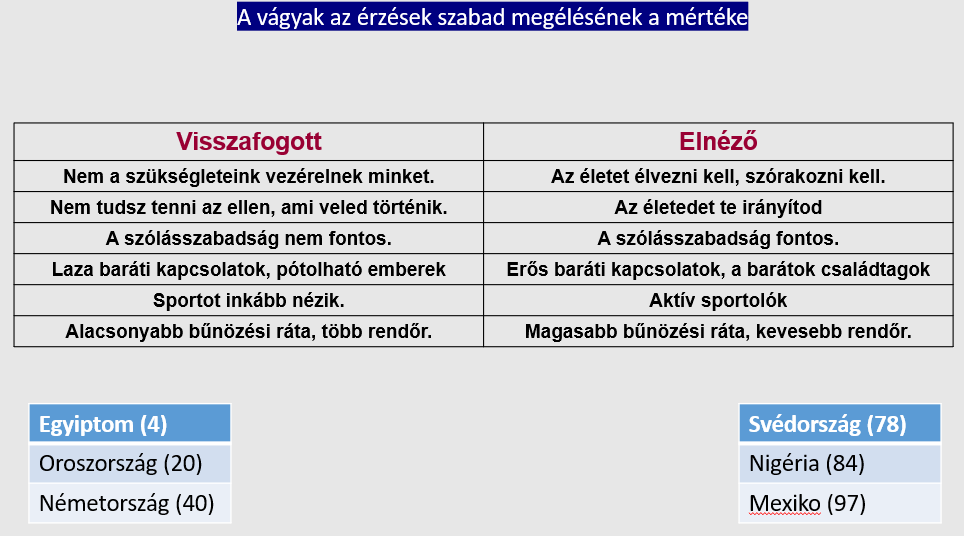 A vágyak az érzések szabad megélésének a mértéke
Visszafogott Elnéző
Nem a szükségleteink vezérelnek minket. Az életet élvezni kell, szórakozni kell.
Nem tudsz tenni az ellen, ami veled történik. Az életedet te irányítod
A szólásszabadság nem fontos. A szólásszabadság fontos.
Laza baráti kapcsolatok, pótolható emberek Erős baráti kapcsolatok, a barátok családtagok
Sportot inkább nézik. Aktív sportolók
Alacsonyabb bűnözési ráta, több rendőr. Magasabb bűnözési ráta, kevesebb rendőr.
Egyiptom (4) Svédország (78)
Oroszország (20) Nigéria (84)
Németország (40) Mexiko (97)